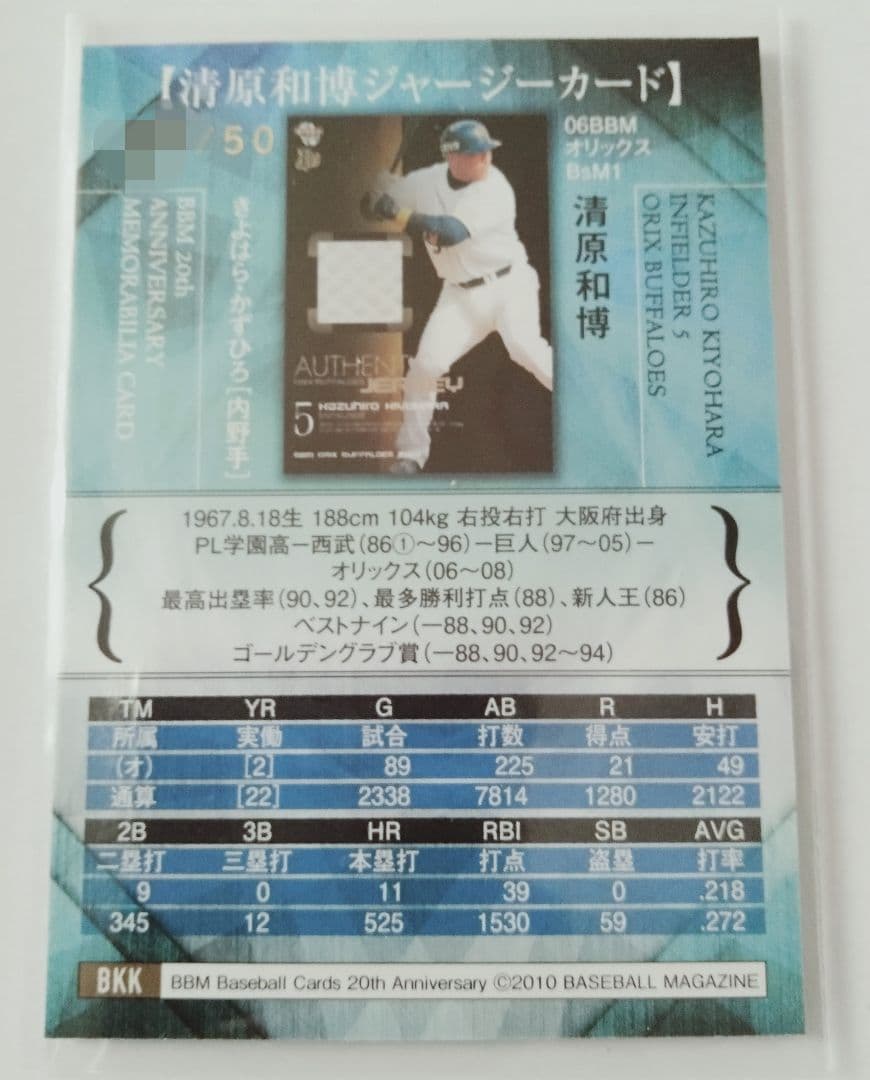 【清原和博ジャージーカード】
/50
06BBM
オリックス
BsM1
BBM 20th
ANNIVERSARY
MEMORABILIA CARD
きよはら・かずひろ [内野手]
清原和博
KAZUHIRO KIYOHARA
INFIELDER 5
ORIX BUFFALOES
JERSEY
5 Kazuhiro Kiyohara
1967.8.18生 188cm 104kg 右投右打 大阪府出身
PL学園高ー西武(86①〜96)ー巨人(97〜05)ー
オリックス(06〜08)
最高出塁率(90、92)、最多勝利打点(88)、新人王(86)
ベストナイン(一88、90、92)
ゴールデングラブ賞(一88、90、92〜94)
TM YR G AB R H
所属 実働 試合 打数 得点 安打
(オ) [2] 89 225 21 49
通算 [22] 2338 7814 1280 2122
2B 3B HR RBI SB AVG
二塁打 三塁打 本塁打 打点 盗塁 打率
9 0 11 39 0 .218
345 12 525 1530 59 .272
BKK BBM Baseball Cards 20th Anniversary ©2010 BASEBALL MAGAZINE